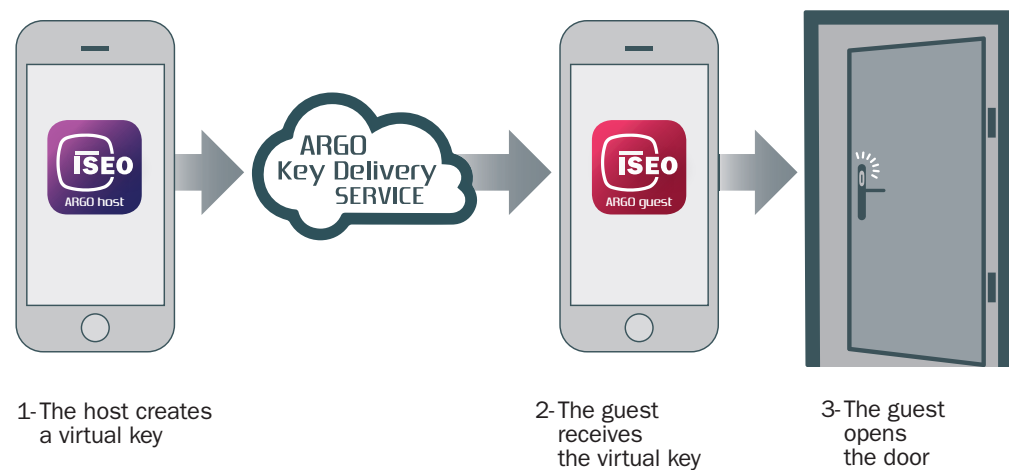 ISEO
ARGO host
ARGO
Key Delivery
SERVICE
ISEO
ARGO guest
1- The host creates
a virtual key
2- The guest
receives
the virtual key
3- The guest
opens
the door